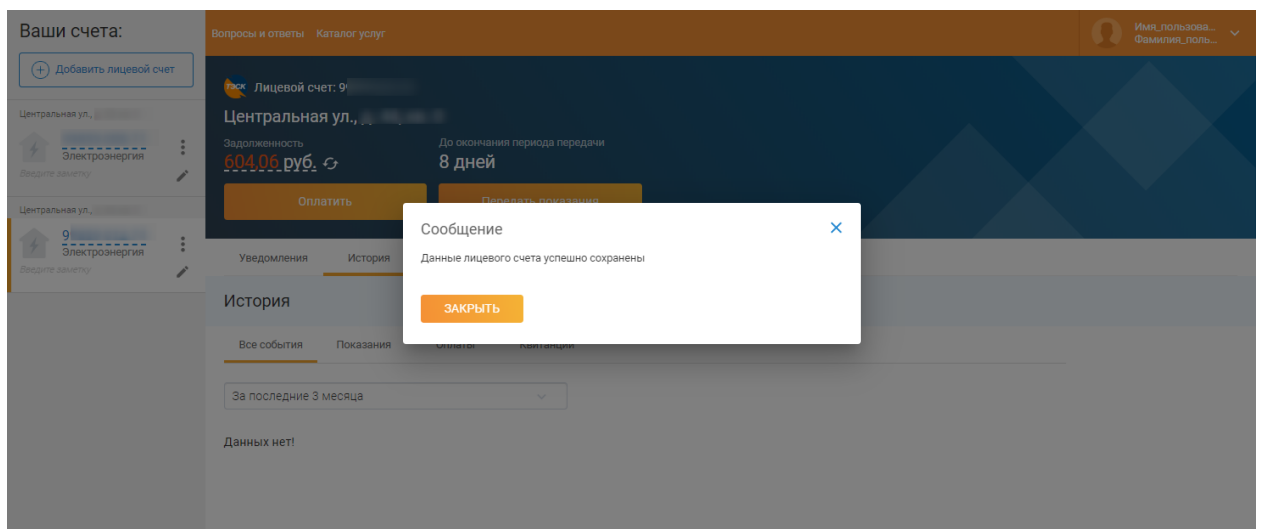 Ваши счета:
Добавить лицевой счет
Центральная ул.,
Электроэнергия
Введите заметку
Центральная ул.,
9
Электроэнергия
Введите заметку
Вопросы и ответы Каталог услуг
Имя_пользова...
Фамилия_поль...
тэск Лицевой счет: 9
Центральная ул.,
Задолженность
До окончания периода передачи
604,06 руб.
8 дней
Оплатить
Передать показания
Сообщение
Данные лицевого счета успешно сохранены
ЗАКРЫТЬ
Уведомления История
История
Все события Показания Оплаты Квитанции
За последние 3 месяца
Данных нет!